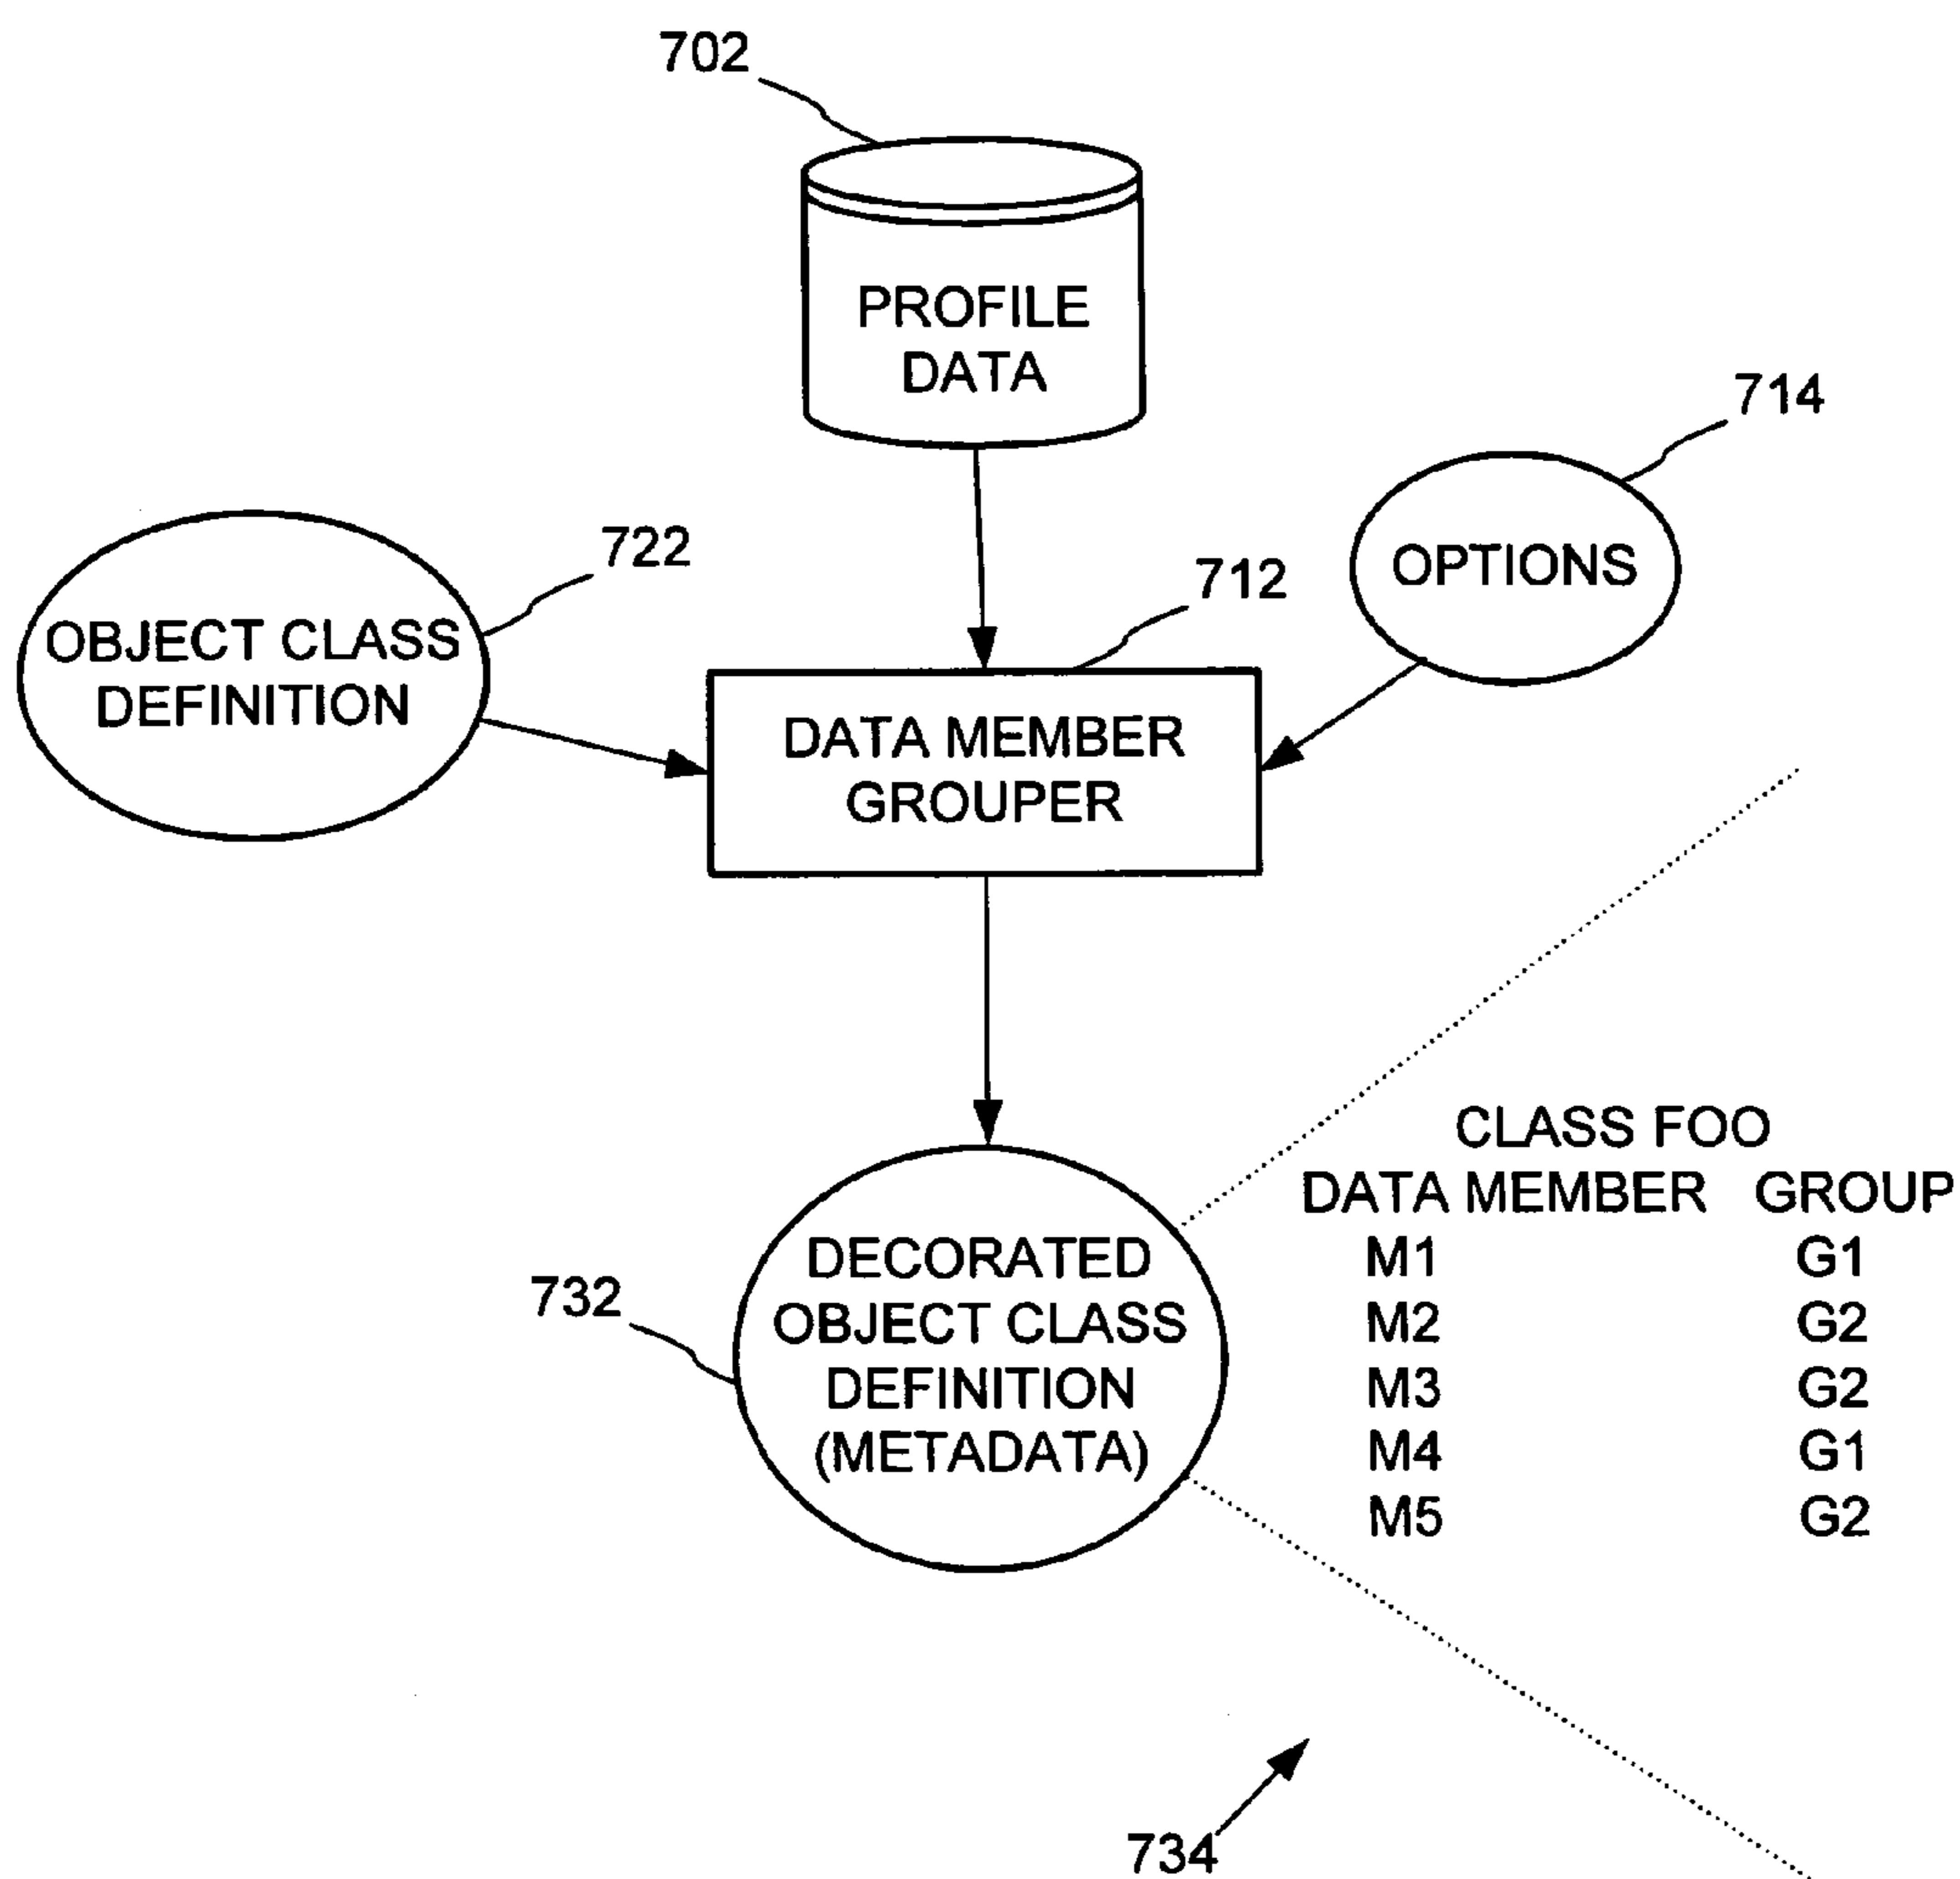 702
PROFILE
DATA
714
OPTIONS
722
OBJECT CLASS
DEFINITION
712
DATA MEMBER
GROUPER
732
DECORATED
OBJECT CLASS
DEFINITION
(METADATA)
CLASS FOO
DATA MEMBER GROUP
M1 G1
M2 G2
M3 G2
M4 G1
M5 G2
734